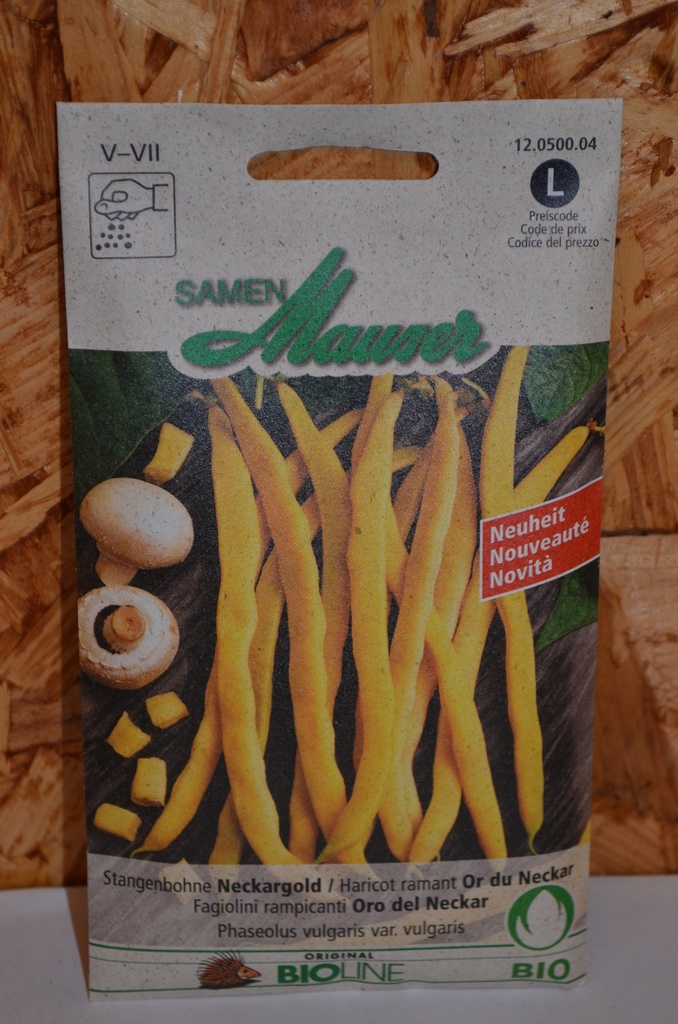 V–VII
12.0500.04
L
Preiscode
Code de prix
Codice del prezzo
SAMEN
Mauser
Neuheit
Nouveauté
Novità
Stangenbohne Neckargold / Haricot ramant Or du Neckar
Fagiolini rampicanti Oro del Neckar
Phaseolus vulgaris var. vulgaris
ORIGINAL
BIOLINE
BIO